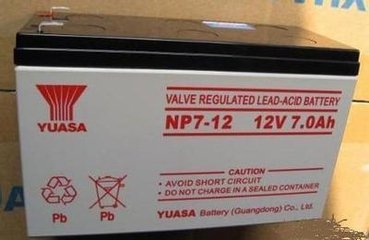 YUASA
VALVE REGULATED LEAD-ACID BATTERY
NP7-12 12V 7.0Ah
CAUTION:
• AVOID SHORT CIRCUIT
• DO NOT CHARGE IN A SEALED CONTAINER
Pb Pb
YUASA Battery (Guangdong) Co., Ltd.